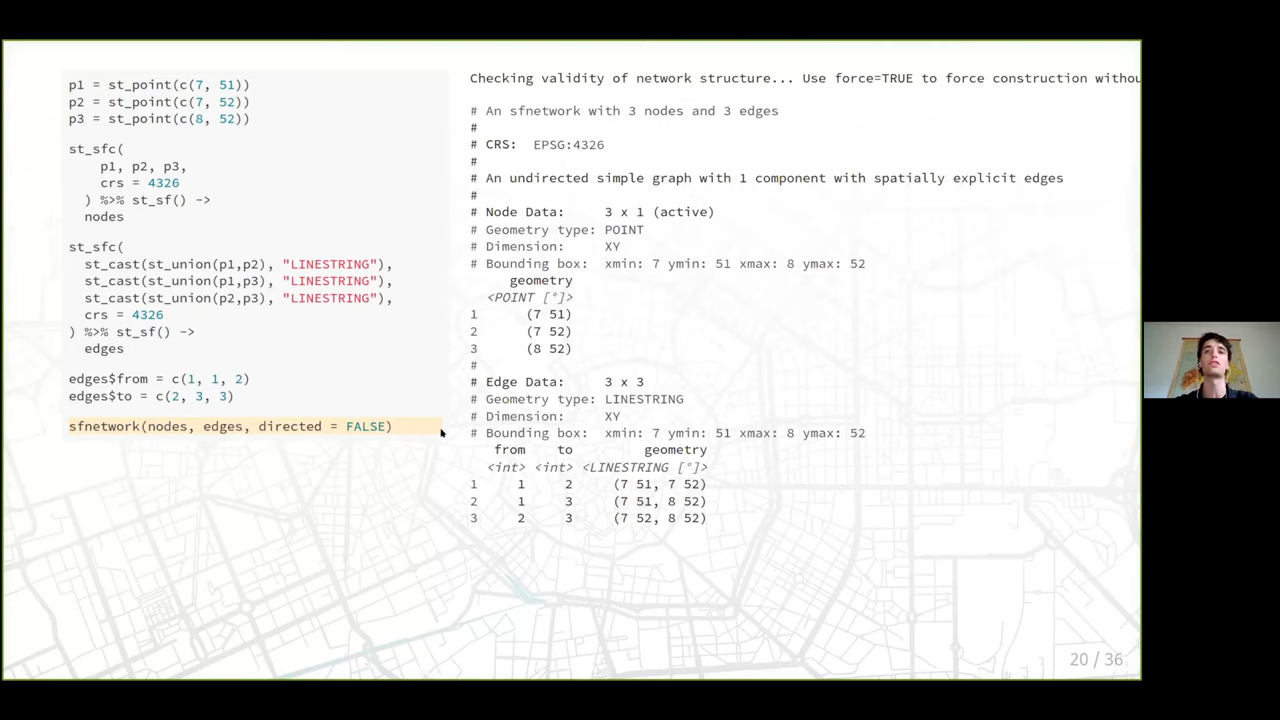 p1 = st_point(c(7, 51))
p2 = st_point(c(7, 52))
p3 = st_point(c(8, 52))
st_sfc(
p1, p2, p3,
crs = 4326
) %>% st_sf() ->
nodes
st_sfc(
st_cast(st_union(p1,p2), "LINESTRING"),
st_cast(st_union(p1,p3), "LINESTRING"),
st_cast(st_union(p2,p3), "LINESTRING"),
crs = 4326
) %>% st_sf() ->
edges
edges$from = c(1, 1, 2)
edges$to = c(2, 3, 3)
sfnetwork(nodes, edges, directed = FALSE)
Checking validity of network structure... Use force=TRUE to force construction withou
# An sfnetwork with 3 nodes and 3 edges
#
# CRS: EPSG:4326
#
# An undirected simple graph with 1 component with spatially explicit edges
#
# Node Data: 3 x 1 (active)
# Geometry type: POINT
# Dimension: XY
# Bounding box: xmin: 7 ymin: 51 xmax: 8 ymax: 52
geometry
<POINT [°]>
1 (7 51)
2 (7 52)
3 (8 52)
#
# Edge Data: 3 x 3
# Geometry type: LINESTRING
# Dimension: XY
# Bounding box: xmin: 7 ymin: 51 xmax: 8 ymax: 52
from to geometry
<int> <int> <LINESTRING [°]>
1 1 2 (7 51, 7 52)
2 1 3 (7 51, 8 52)
3 2 3 (7 52, 8 52)
20 / 36